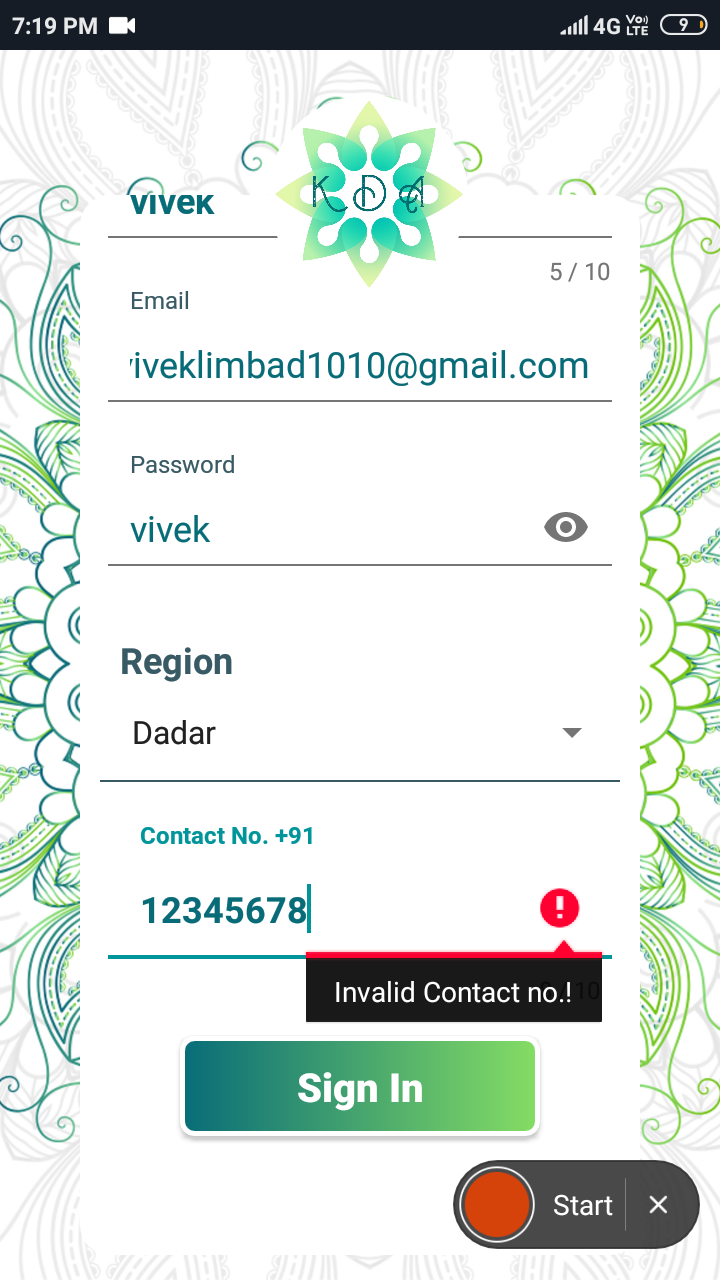 7:19 PM 4G Vo) LTE 9
KDA
vivek
5 / 10
Email
viveklimbad1010@gmail.com
Password
vivek
Region
Dadar
Contact No. +91
12345678
Invalid Contact no.!
Sign In
Start